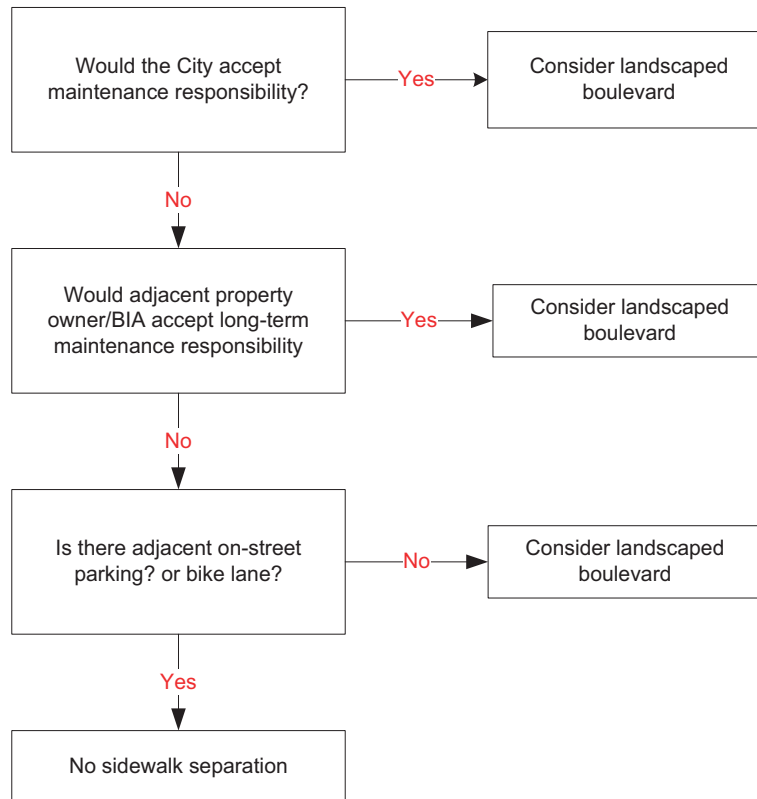 Would the City accept
maintenance responsibility?
Yes
Consider landscaped
boulevard
No
Would adjacent property
owner/BIA accept long-term
maintenance responsibility
Yes
Consider landscaped
boulevard
No
Is there adjacent on-street
parking? or bike lane?
No
Consider landscaped
boulevard
Yes
No sidewalk separation